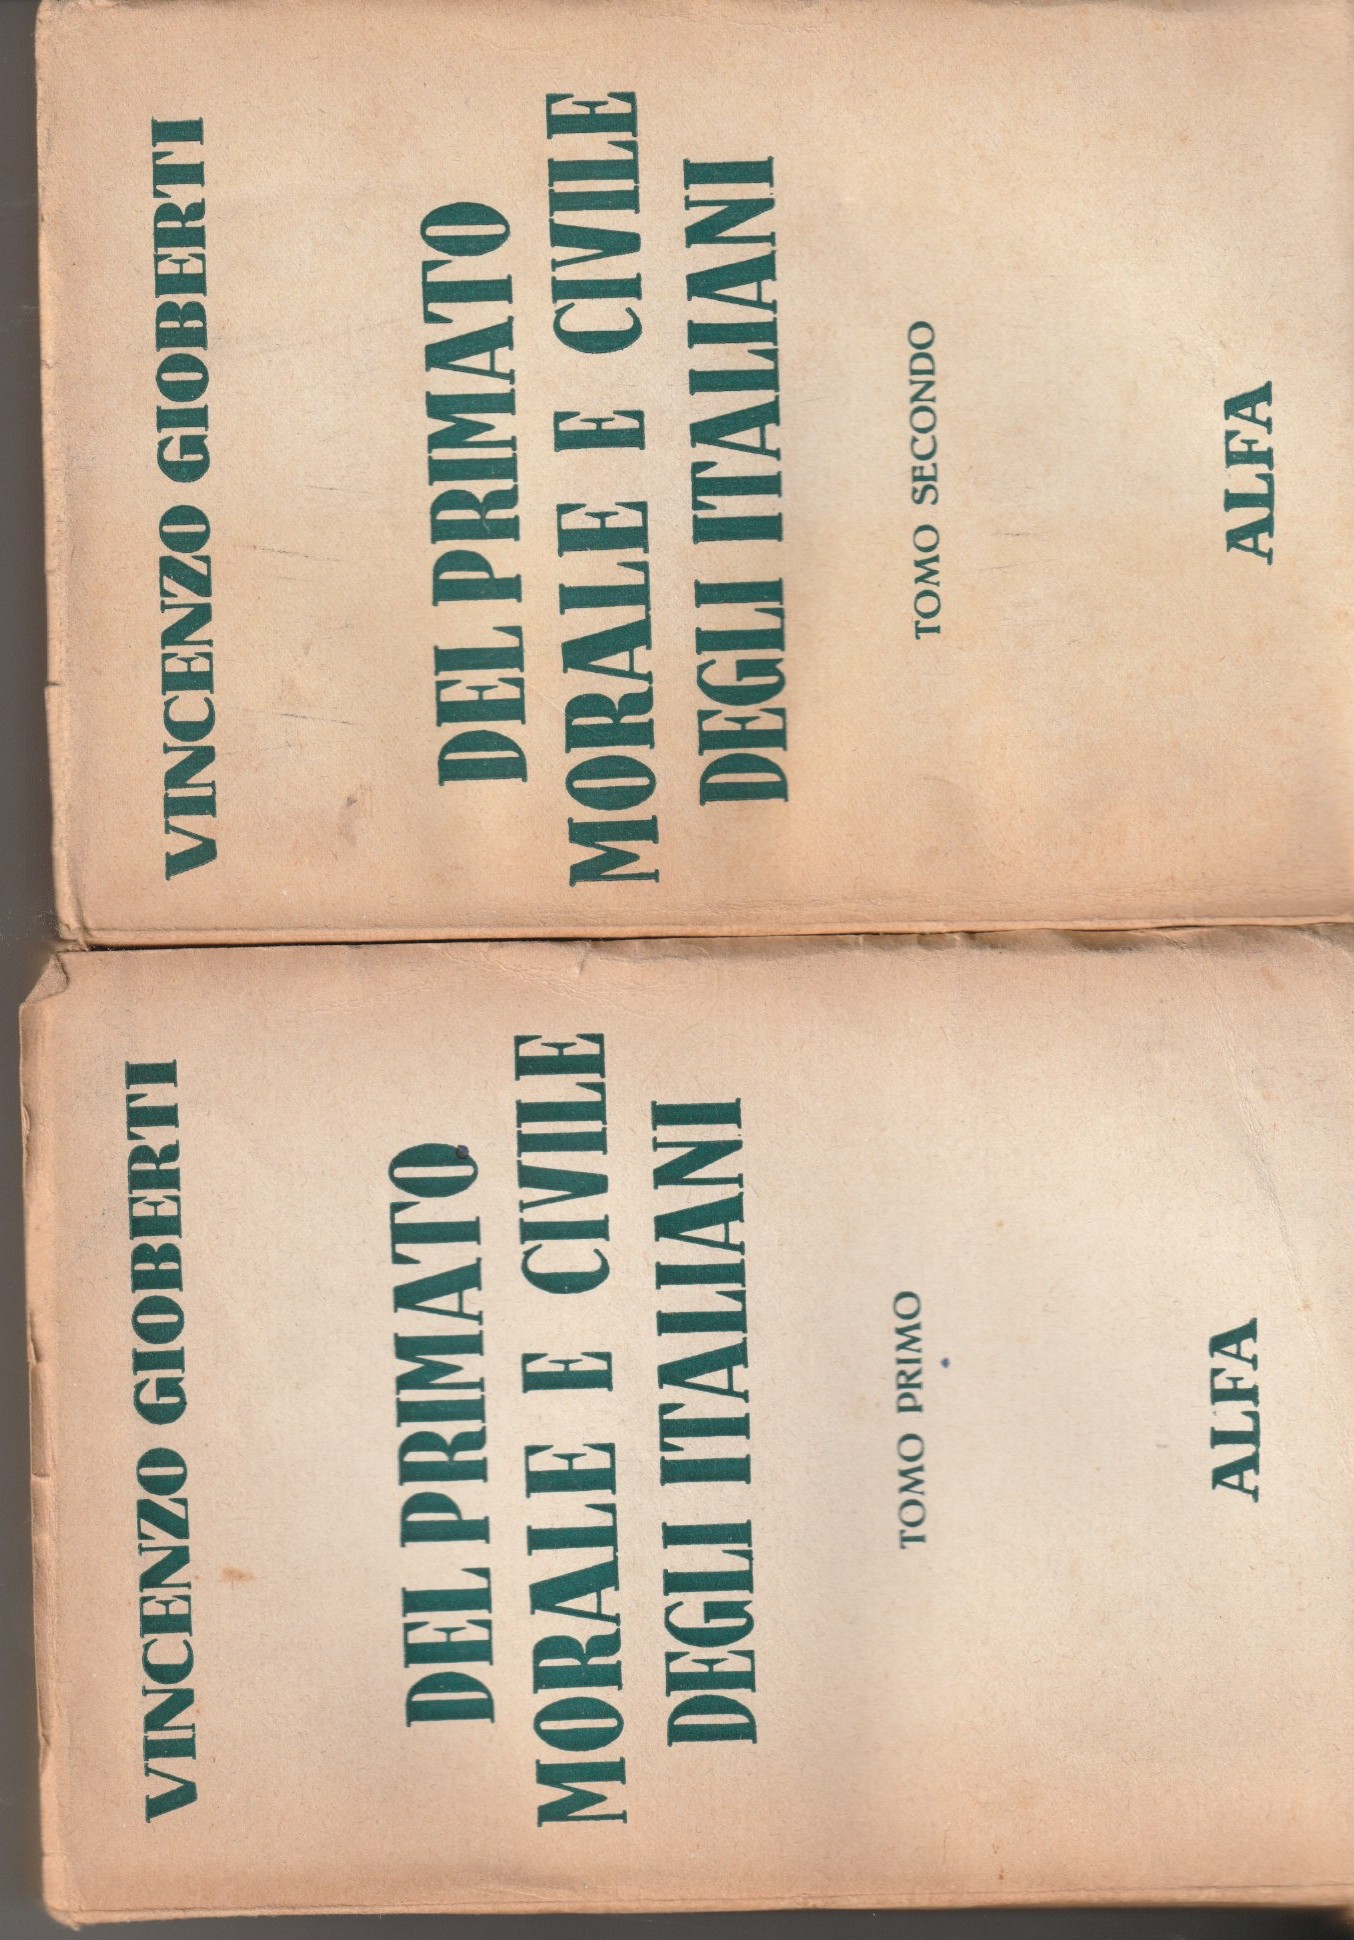 VINCENZO GIOBERTI
DEL PRIMATO
MORALE E CIVILE
DEGLI ITALIANI
TOMO PRIMO
ALFA
VINCENZO GIOBERTI
DEL PRIMATO
MORALE E CIVILE
DEGLI ITALIANI
TOMO SECONDO
ALFA